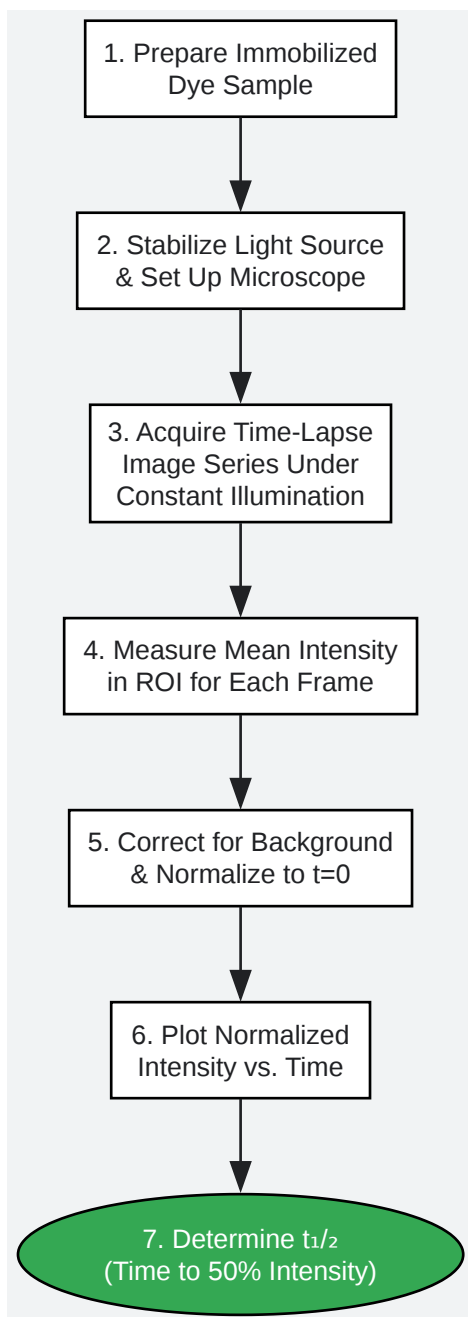 1. Prepare Immobilized
Dye Sample
2. Stabilize Light Source
& Set Up Microscope
3. Acquire Time-Lapse
Image Series Under
Constant Illumination
4. Measure Mean Intensity
in ROI for Each Frame
5. Correct for Background
& Normalize to t=0
6. Plot Normalized
Intensity vs. Time
7. Determine t₁/₂
(Time to 50% Intensity)